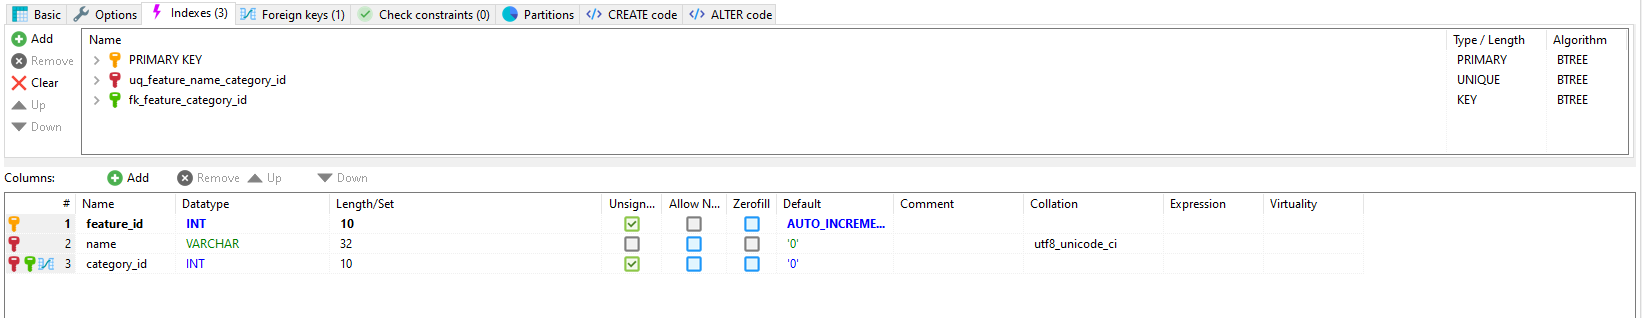 Basic Options Indexes (3) Foreign keys (1) Check constraints (0) Partitions CREATE code ALTER code
Add
Remove
Clear
Up
Down
Name Type / Length Algorithm
PRIMARY KEY PRIMARY BTREE
uq_feature_name_category_id UNIQUE BTREE
fk_feature_category_id KEY BTREE
Columns: Add Remove Up Down
# Name Datatype Length/Set Unsign... Allow N... Zerofill Default Comment Collation Expression Virtuality
1 feature_id INT 10 AUTO_INCREME...
2 name VARCHAR 32 '0' utf8_unicode_ci
3 category_id INT 10 '0'